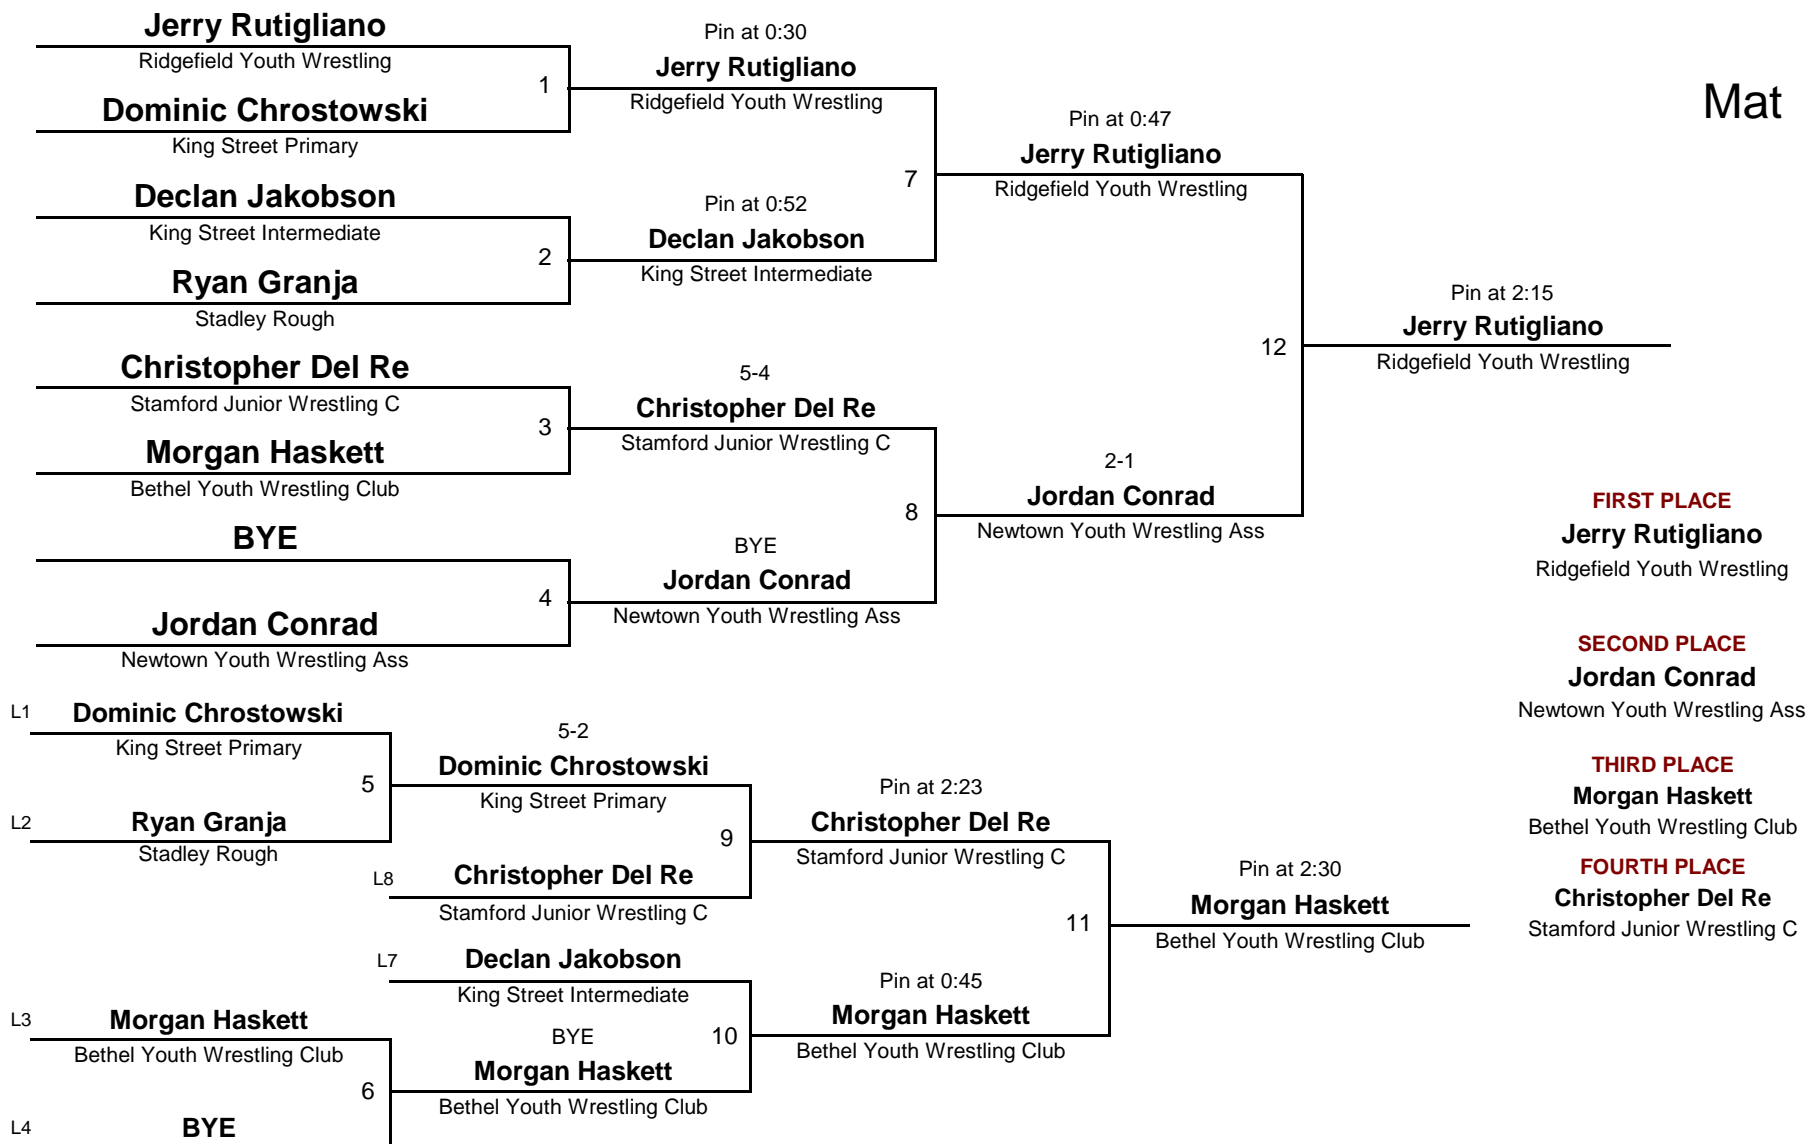 Jerry Rutigliano
Ridgefield Youth Wrestling
1
Dominic Chrostowski
King Street Primary
Declan Jakobson
King Street Intermediate
2
Ryan Granja
Stadley Rough
Christopher Del Re
Stamford Junior Wrestling C
3
Morgan Haskett
Bethel Youth Wrestling Club
BYE
4
Jordan Conrad
Newtown Youth Wrestling Ass
Pin at 0:30
Jerry Rutigliano
Ridgefield Youth Wrestling
7
Pin at 0:52
Declan Jakobson
King Street Intermediate
5-4
Christopher Del Re
Stamford Junior Wrestling C
8
BYE
Jordan Conrad
Newtown Youth Wrestling Ass
Pin at 0:47
Jerry Rutigliano
Ridgefield Youth Wrestling
12
2-1
Jordan Conrad
Newtown Youth Wrestling Ass
Pin at 2:15
Jerry Rutigliano
Ridgefield Youth Wrestling
Mat
FIRST PLACE
Jerry Rutigliano
Ridgefield Youth Wrestling
SECOND PLACE
Jordan Conrad
Newtown Youth Wrestling Ass
THIRD PLACE
Morgan Haskett
Bethel Youth Wrestling Club
FOURTH PLACE
Christopher Del Re
Stamford Junior Wrestling C
L1 Dominic Chrostowski
King Street Primary
5
L2 Ryan Granja
Stadley Rough
L3 Morgan Haskett
Bethel Youth Wrestling Club
6
L4 BYE
5-2
Dominic Chrostowski
King Street Primary
9
L8 Christopher Del Re
Stamford Junior Wrestling C
L7 Declan Jakobson
King Street Intermediate
10
BYE
Morgan Haskett
Bethel Youth Wrestling Club
Pin at 2:23
Christopher Del Re
Stamford Junior Wrestling C
11
Pin at 0:45
Morgan Haskett
Bethel Youth Wrestling Club
Pin at 2:30
Morgan Haskett
Bethel Youth Wrestling Club